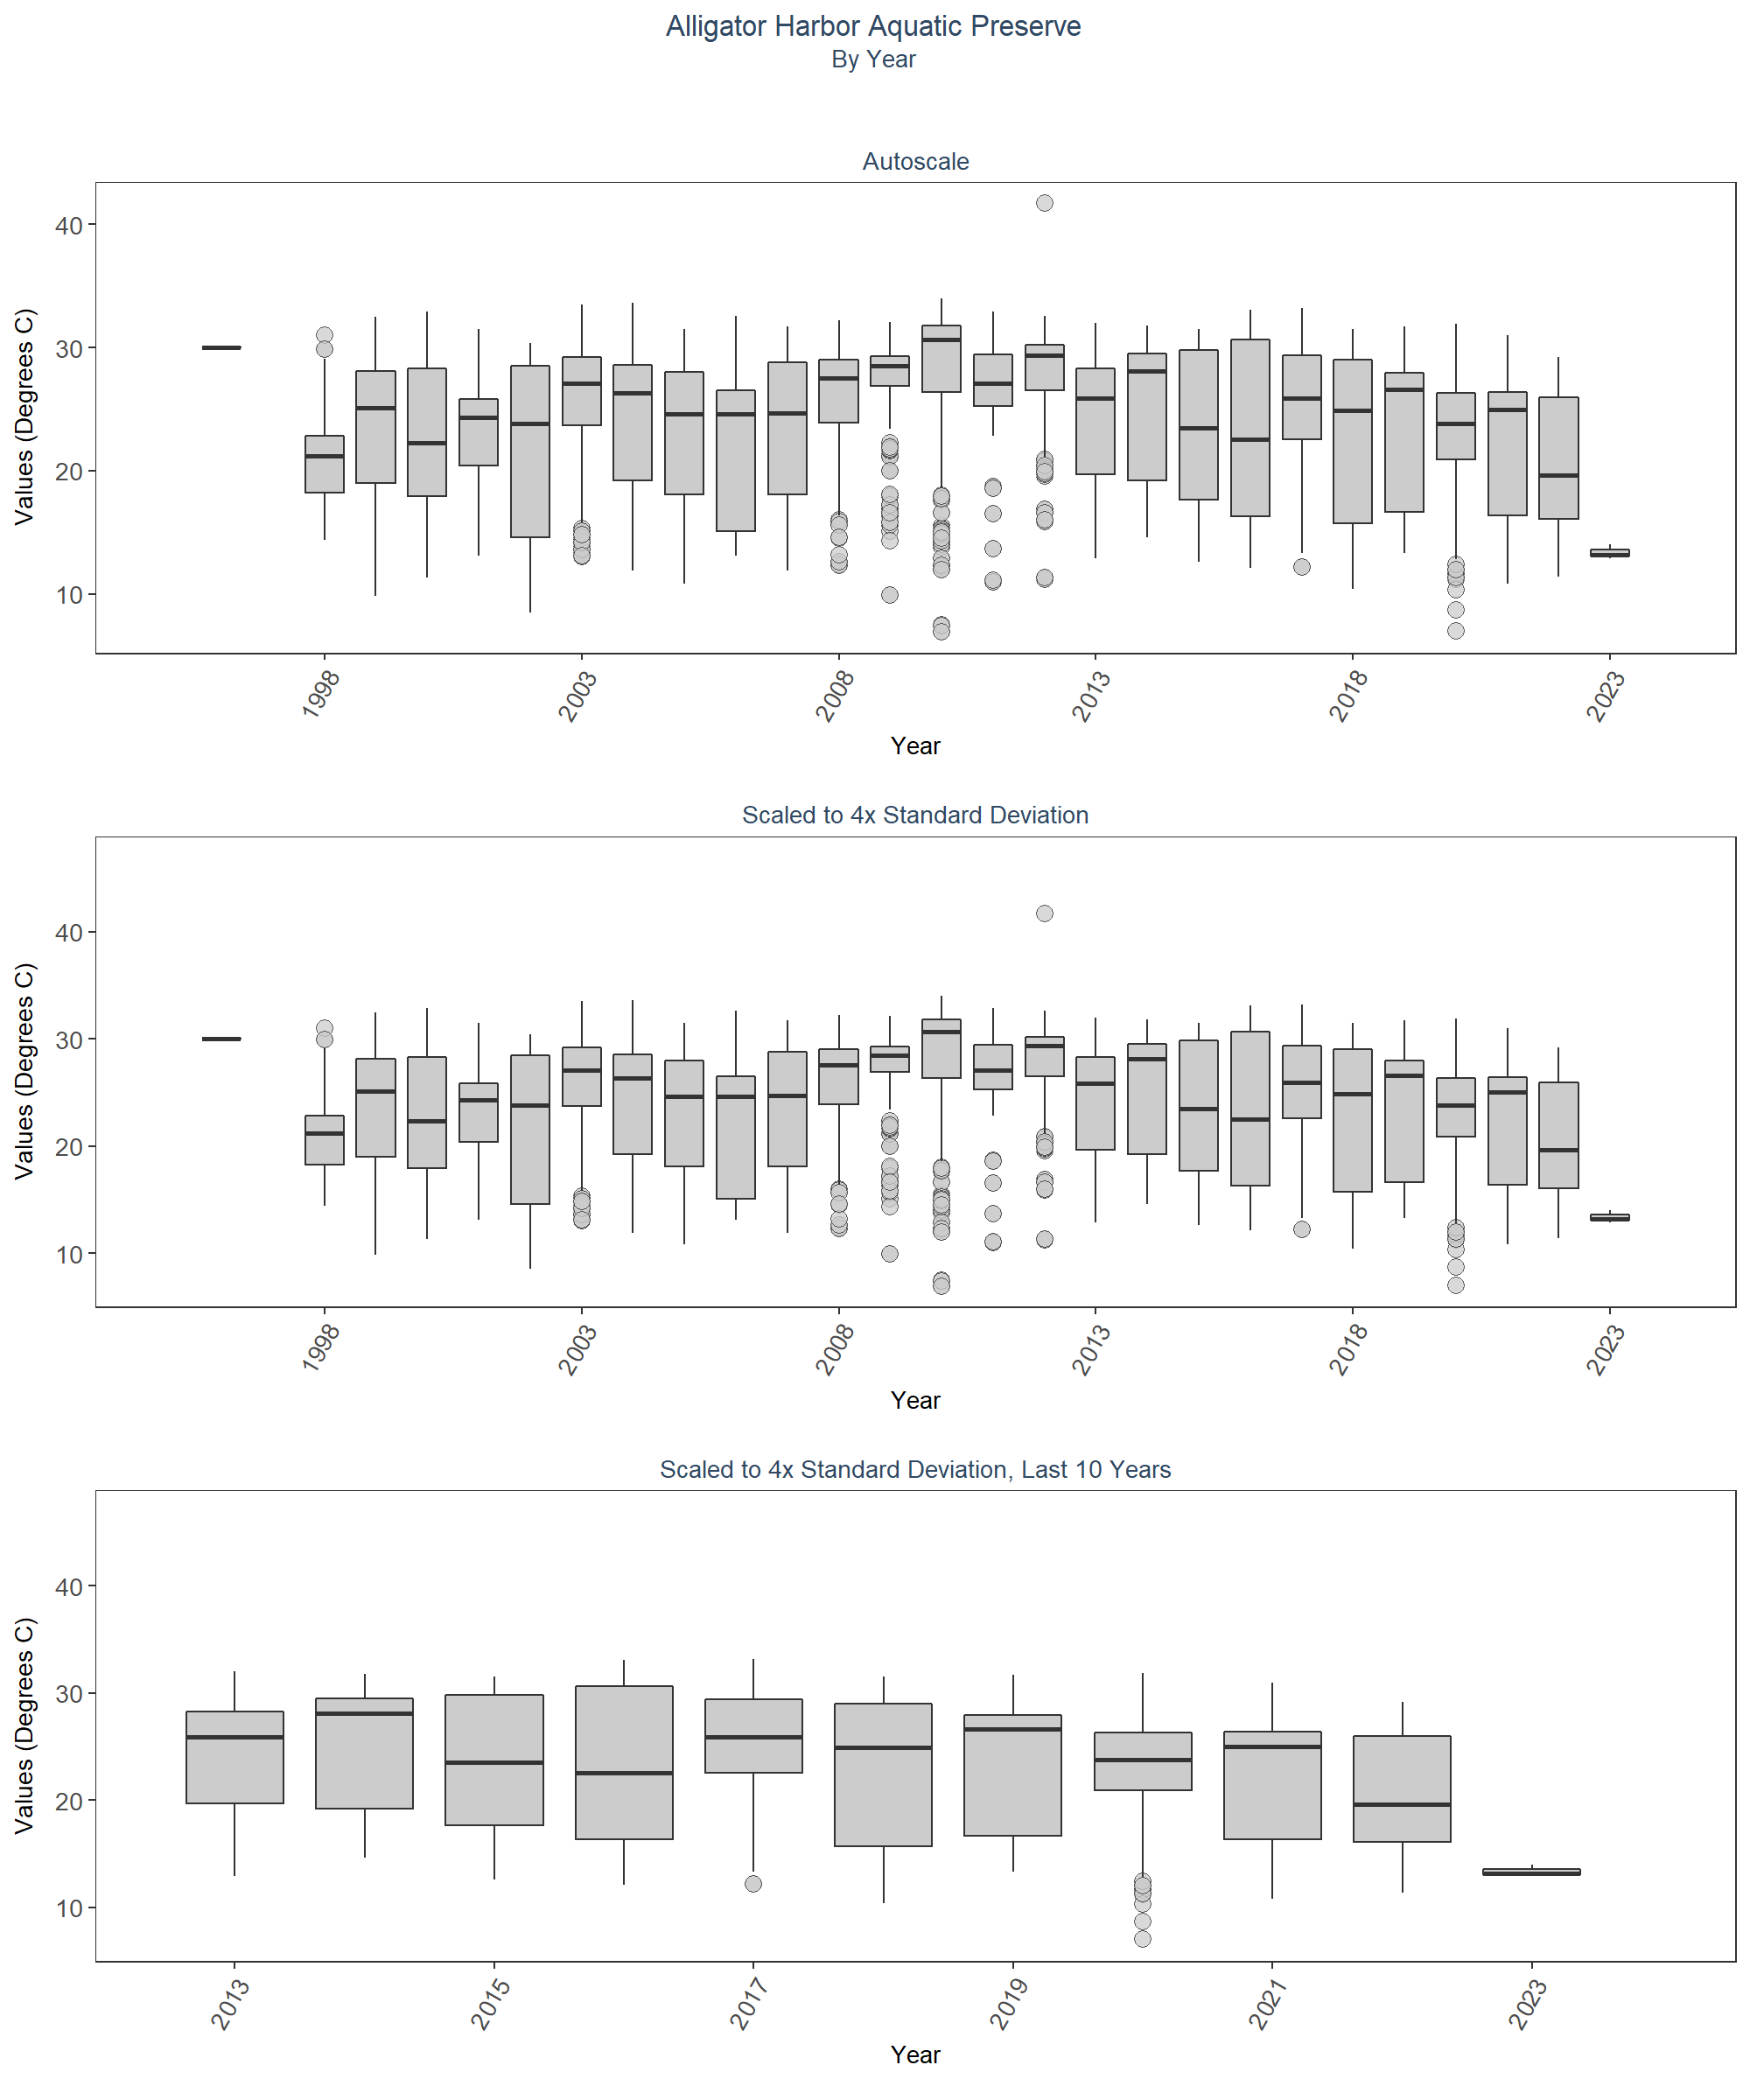 Alligator Harbor Aquatic Preserve
By Year
Autoscale
Values (Degrees C)
40
30
20
10
1998
2003
2008
2013
2018
2023
Year
Scaled to 4x Standard Deviation
Values (Degrees C)
40
30
20
10
1998
2003
2008
2013
2018
2023
Year
Scaled to 4x Standard Deviation, Last 10 Years
Values (Degrees C)
40
30
20
10
2013
2015
2017
2019
2021
2023
Year